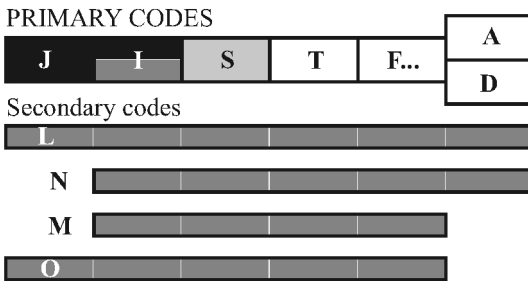 PRIMARY CODES
J I S T F... A
D
Secondary codes
L
N
M
O